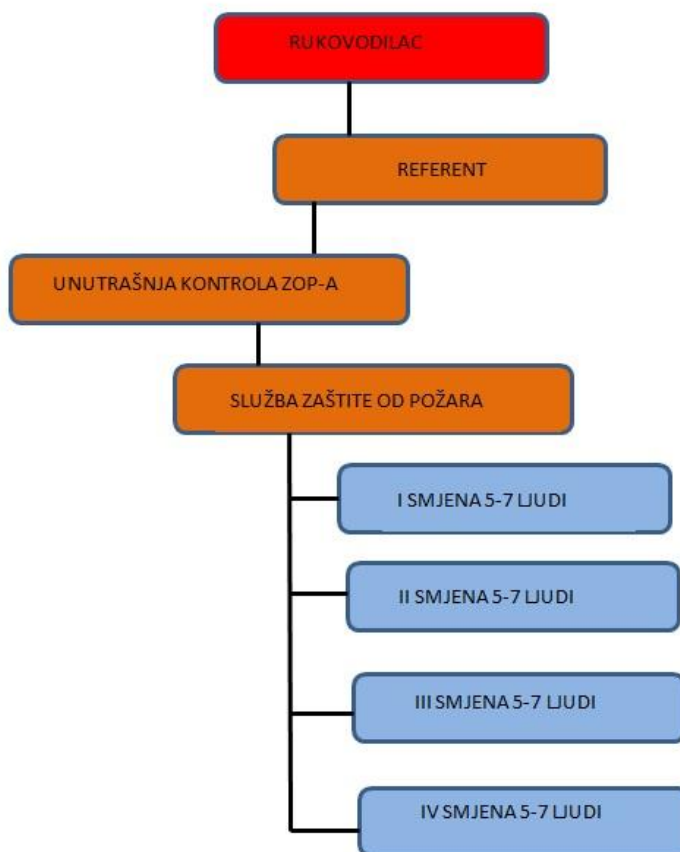 RUKOVODILAC
REFERENT
UNUTRAŠNJA KONTROLA ZOP-A
SLUŽBA ZAŠTITE OD POŽARA
I SMJENA 5-7 LJUDI
II SMJENA 5-7 LJUDI
III SMJENA 5-7 LJUDI
IV SMJENA 5-7 LJUDI